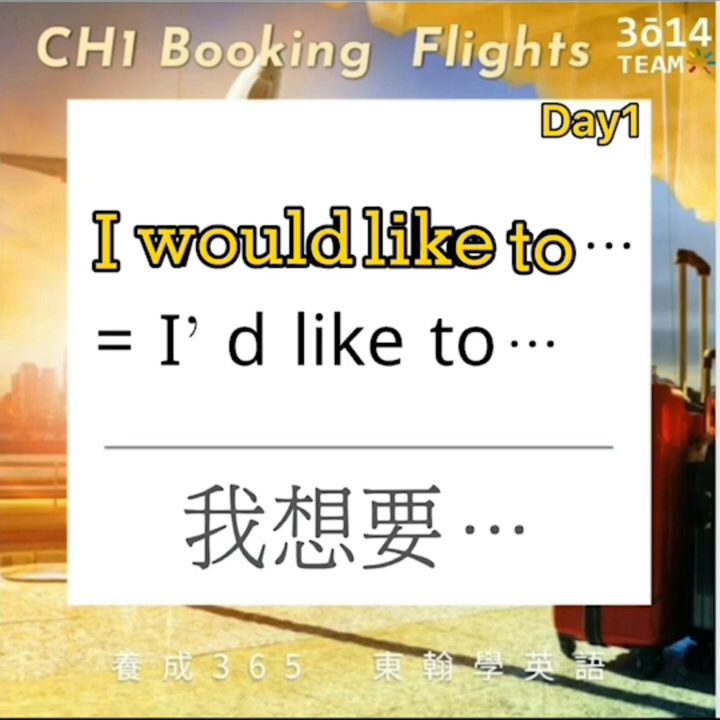 CH1 Booking Flights
3ō14
TEAM
Day1
I would like to…
= I’d like to…
我想要…
養成365 東翰學英語